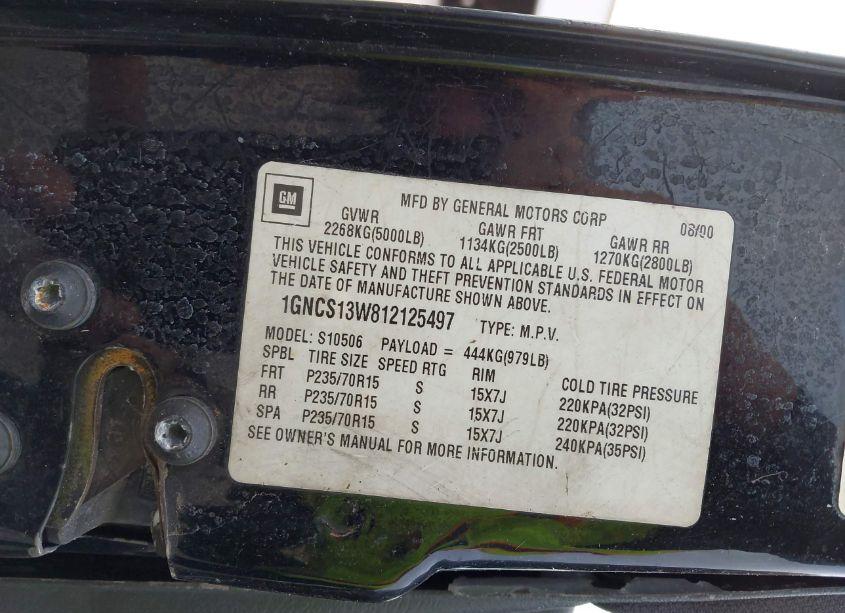 GM
MFD BY GENERAL MOTORS CORP 08/00
GVWR GAWR FRT GAWR RR
2268KG(5000LB) 1134KG(2500LB) 1270KG(2800LB)
THIS VEHICLE CONFORMS TO ALL APPLICABLE U.S. FEDERAL MOTOR
VEHICLE SAFETY AND THEFT PREVENTION STANDARDS IN EFFECT ON
THE DATE OF MANUFACTURE SHOWN ABOVE.
1GNCS13W812125497 TYPE: M.P.V.
MODEL: S10506 PAYLOAD = 444KG(979LB)
SPBL TIRE SIZE SPEED RTG RIM COLD TIRE PRESSURE
FRT P235/70R15 S 15X7J 220KPA(32PSI)
RR P235/70R15 S 15X7J 220KPA(32PSI)
SPA P235/70R15 S 15X7J 240KPA(35PSI)
SEE OWNER'S MANUAL FOR MORE INFORMATION.